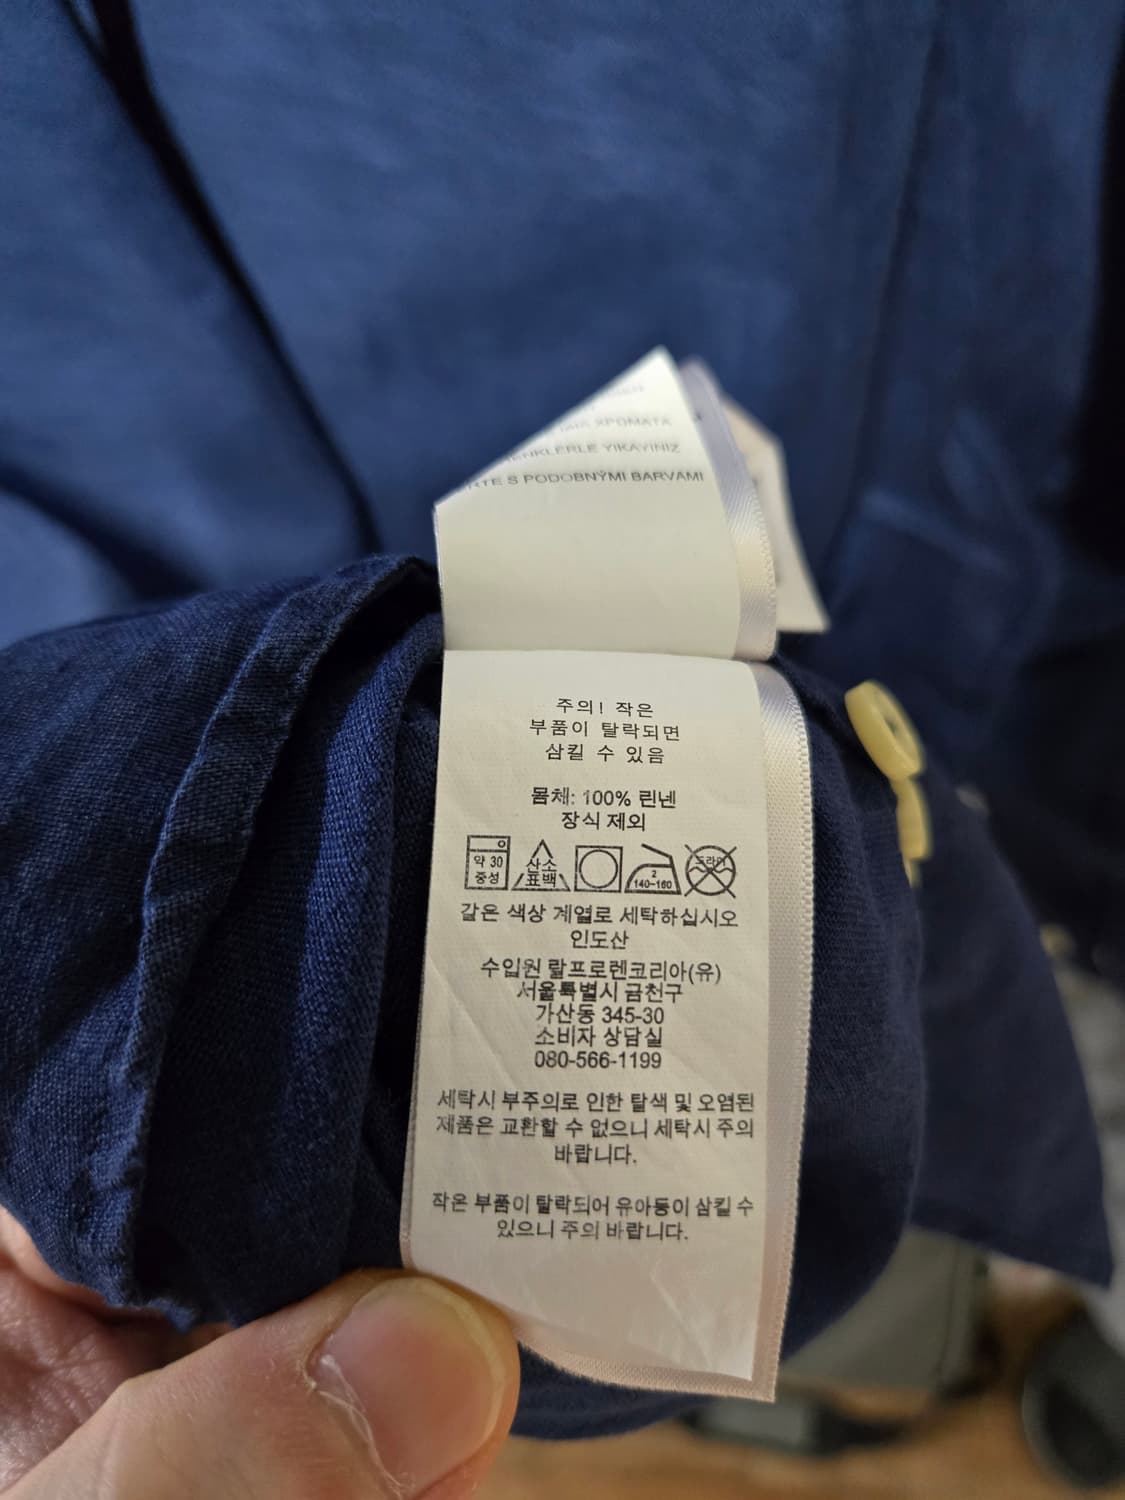 ΧΡΩΜΑΤΑ
YIKAYINIZ
S PODOBNÝMI BARVAMI
주의! 작은
부품이 탈락되면
삼킬 수 있음
몸체: 100% 린넨
장식 제외
약 30
중성
산소
표백
2
140~160
드라이
같은 색상 계열로 세탁하십시오
인도산
수입원 랄프로렌코리아(유)
서울특별시 금천구
가산동 345-30
소비자 상담실
080-566-1199
세탁시 부주의로 인한 탈색 및 오염된
제품은 교환할 수 없으니 세탁시 주의
바랍니다.
작은 부품이 탈락되어 유아등이 삼킬 수
있으니 주의 바랍니다.